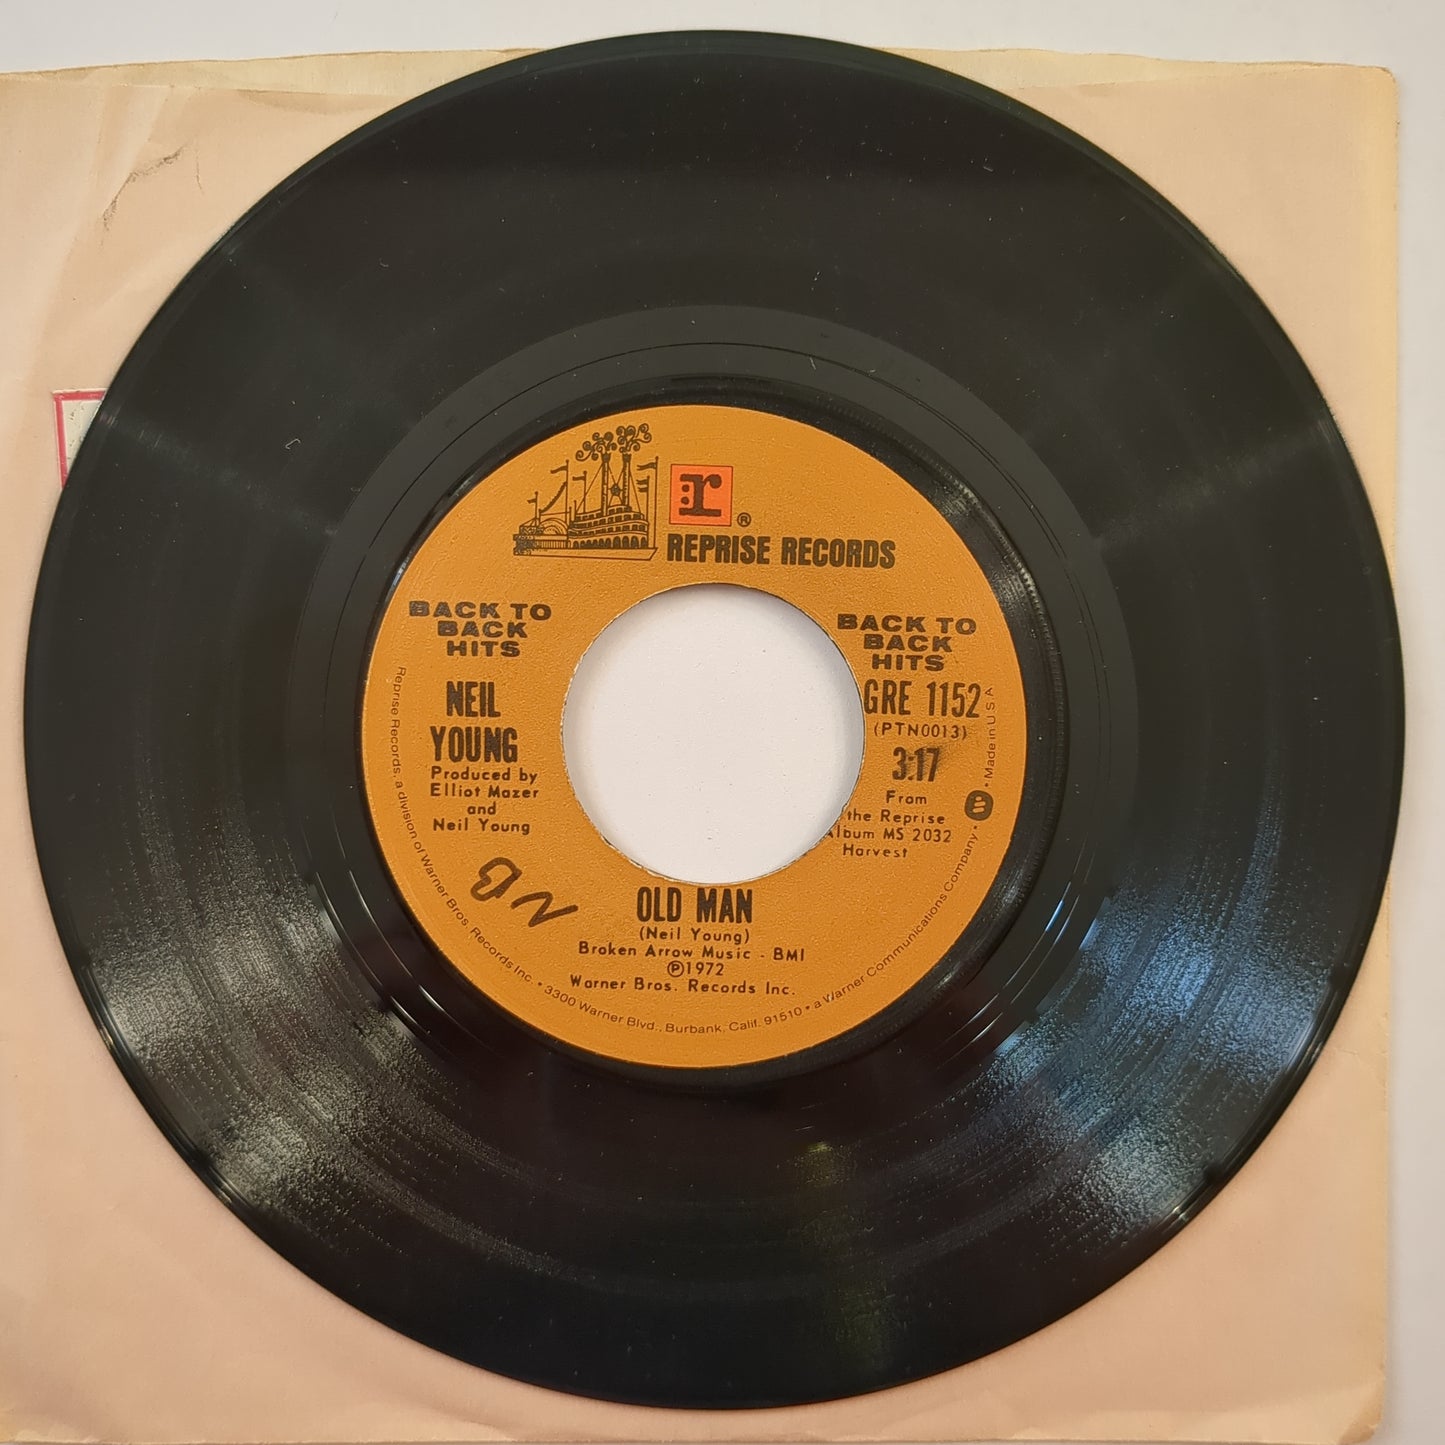 r ®
REPRISE RECORDS
BACK TO
BACK
HITS
NEIL
YOUNG
Produced by
Elliot Mazer
and
Neil Young
BACK TO
BACK
HITS
GRE 1152
(PTN0013)
3:17
From
the Reprise
Album MS 2032
Harvest
NB
OLD MAN
(Neil Young)
Broken Arrow Music - BMI
℗1972
Warner Bros. Records Inc.
Reprise Records, a division of Warner Bros. Records Inc. • 3300 Warner Blvd., Burbank, Calif. 91510 • a Warner Communications Company • Made in U.S.A.